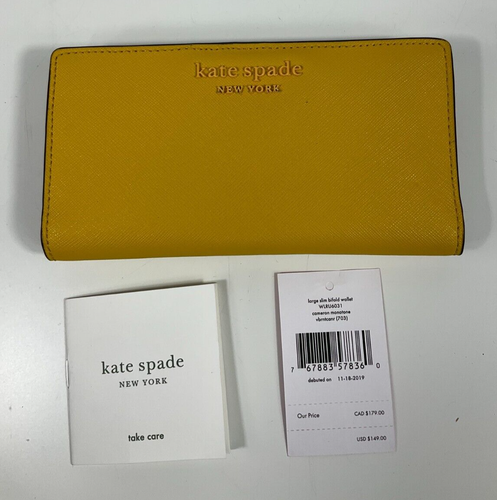 kate spade
NEW YORK
kate spade
NEW YORK
take care
large slim bifold wallet
WLRU6031
cameron monotone
vbrntcanr (703)
7 67883 57836 0
debuted on 11-18-2019
Our Price CAD $179.00
USD $149.00